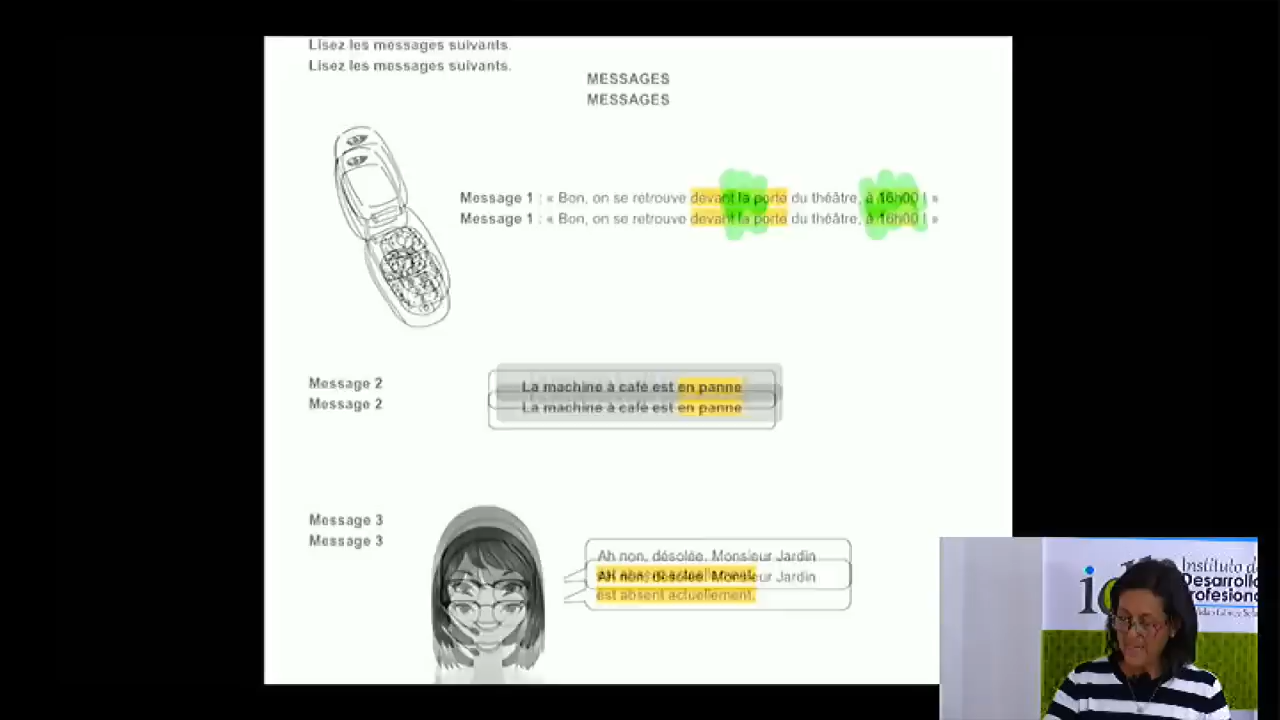 Lisez les messages suivants.
Lisez les messages suivants.
MESSAGES
MESSAGES
Message 1 : « Bon, on se retrouve devant la porte du théâtre, à 16h00 ! »
Message 1 : « Bon, on se retrouve devant la porte du théâtre, à 16h00 ! »
Message 2
La machine à café est en panne
Message 2
La machine à café est en panne
Message 3
Message 3
Ah non, désolée. Monsieur Jardin
Ah non, désolée. Monsieur Jardin
est absent actuellement.
Instituto de
Desarrollo
Profesional